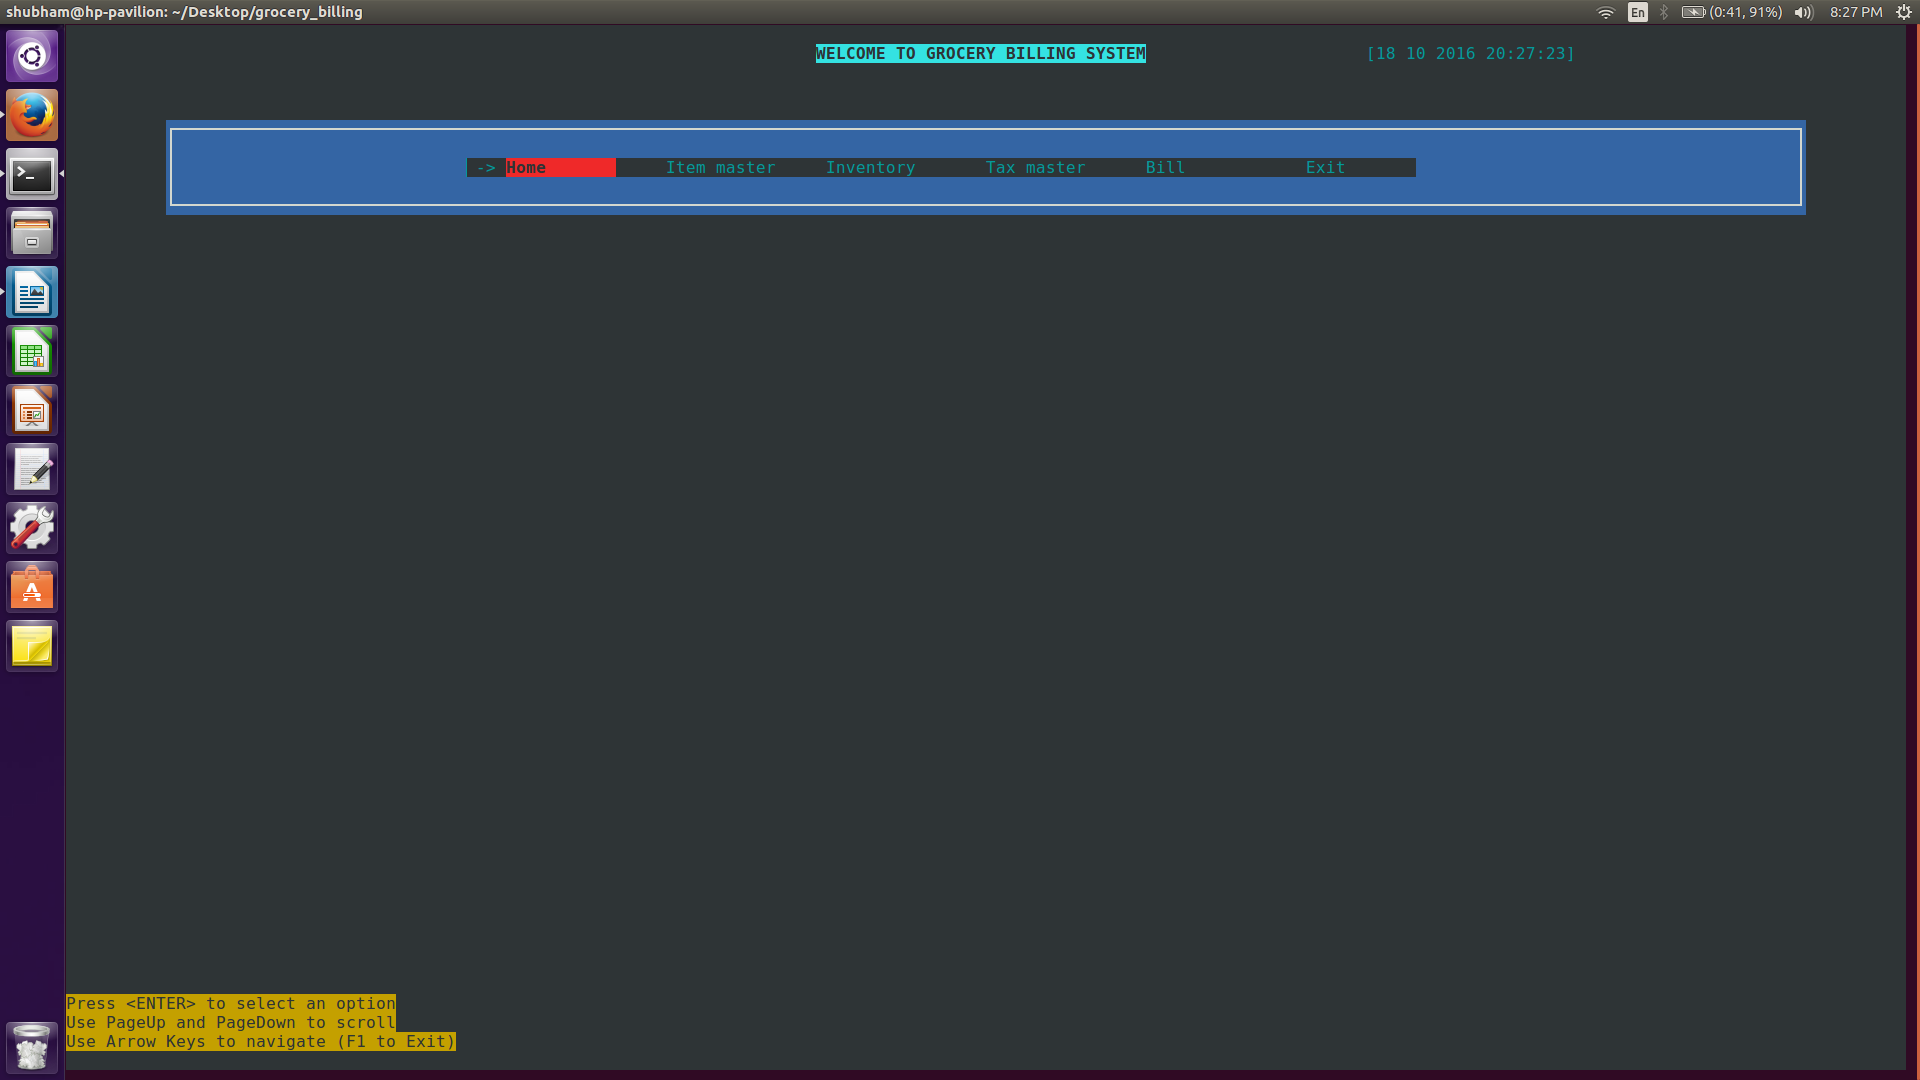 shubham@hp-pavilion: ~/Desktop/grocery_billing
En (0:41, 91%) 8:27 PM
WELCOME TO GROCERY BILLING SYSTEM [18 10 2016 20:27:23]
-> Home Item master Inventory Tax master Bill Exit
Press <ENTER> to select an option
Use PageUp and PageDown to scroll
Use Arrow Keys to navigate (F1 to Exit)